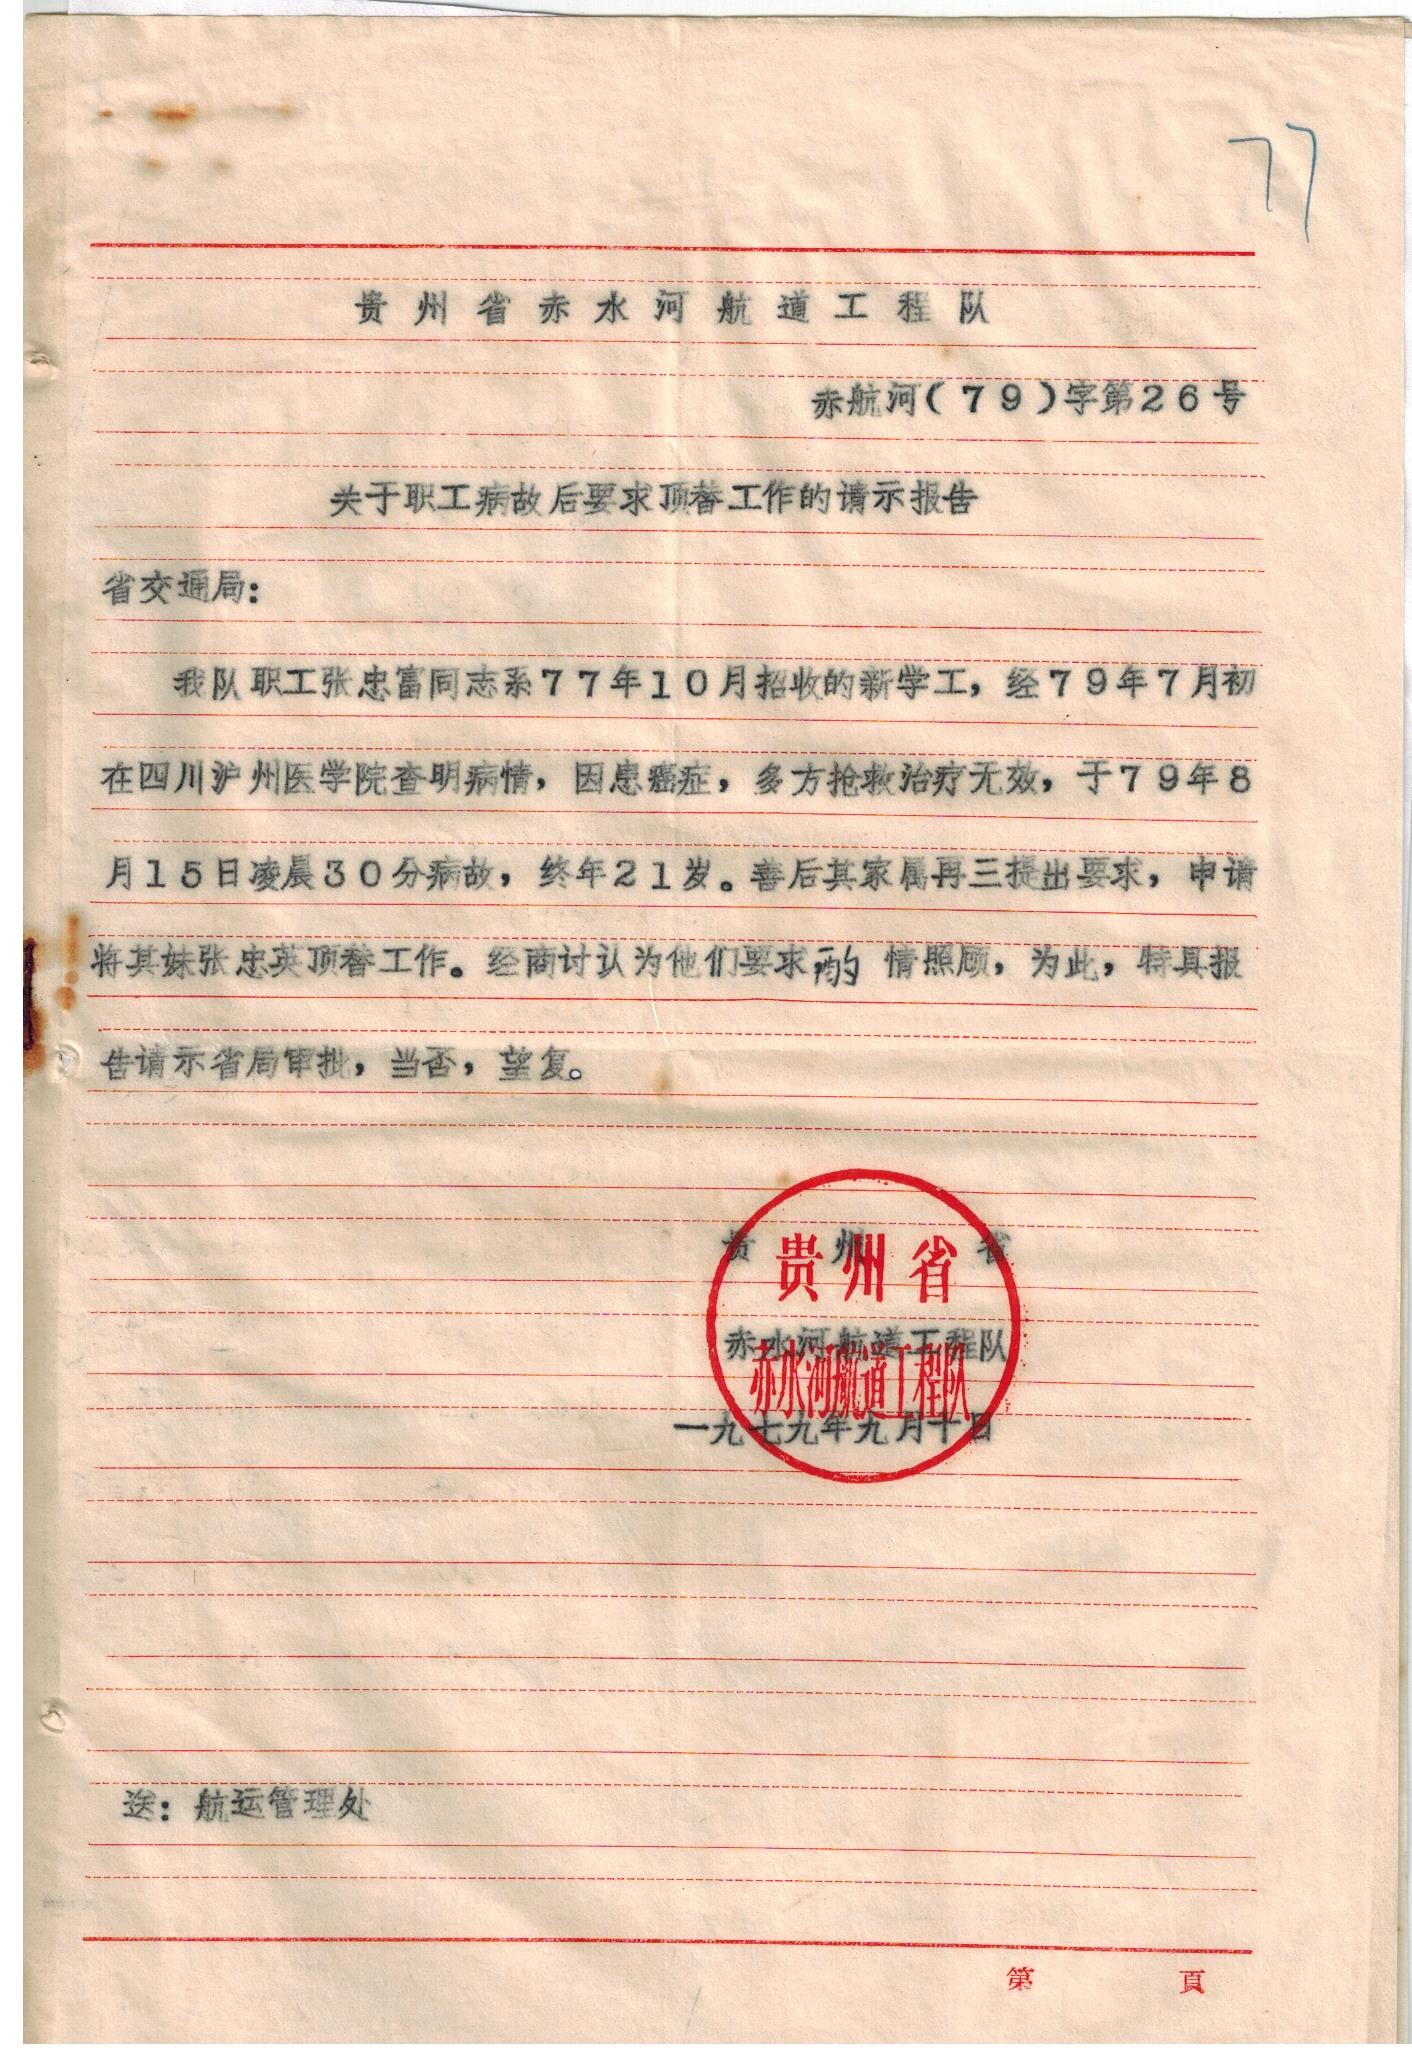 77
贵州省赤水河航道工程队
赤航河(79)字第26号
关于职工病故后要求顶替工作的请示报告
省交通局:
我队职工张忠富同志系77年10月招收的新学工,经79年7月初
在四川泸州医学院查明病情,因患癌症,多方抢救治疗无效,于79年8
月15日凌晨30分病故,终年21岁。善后其家属再三提出要求,申请
将其妹张忠英顶替工作。经商讨认为他们要求,酌情照顾,为此,特具报
告请示省局审批,当否,望复。
贵州省
贵州省
赤水河航道工程队
赤水河航道工程队
一九七九年九月十日
送:航运管理处
第 頁